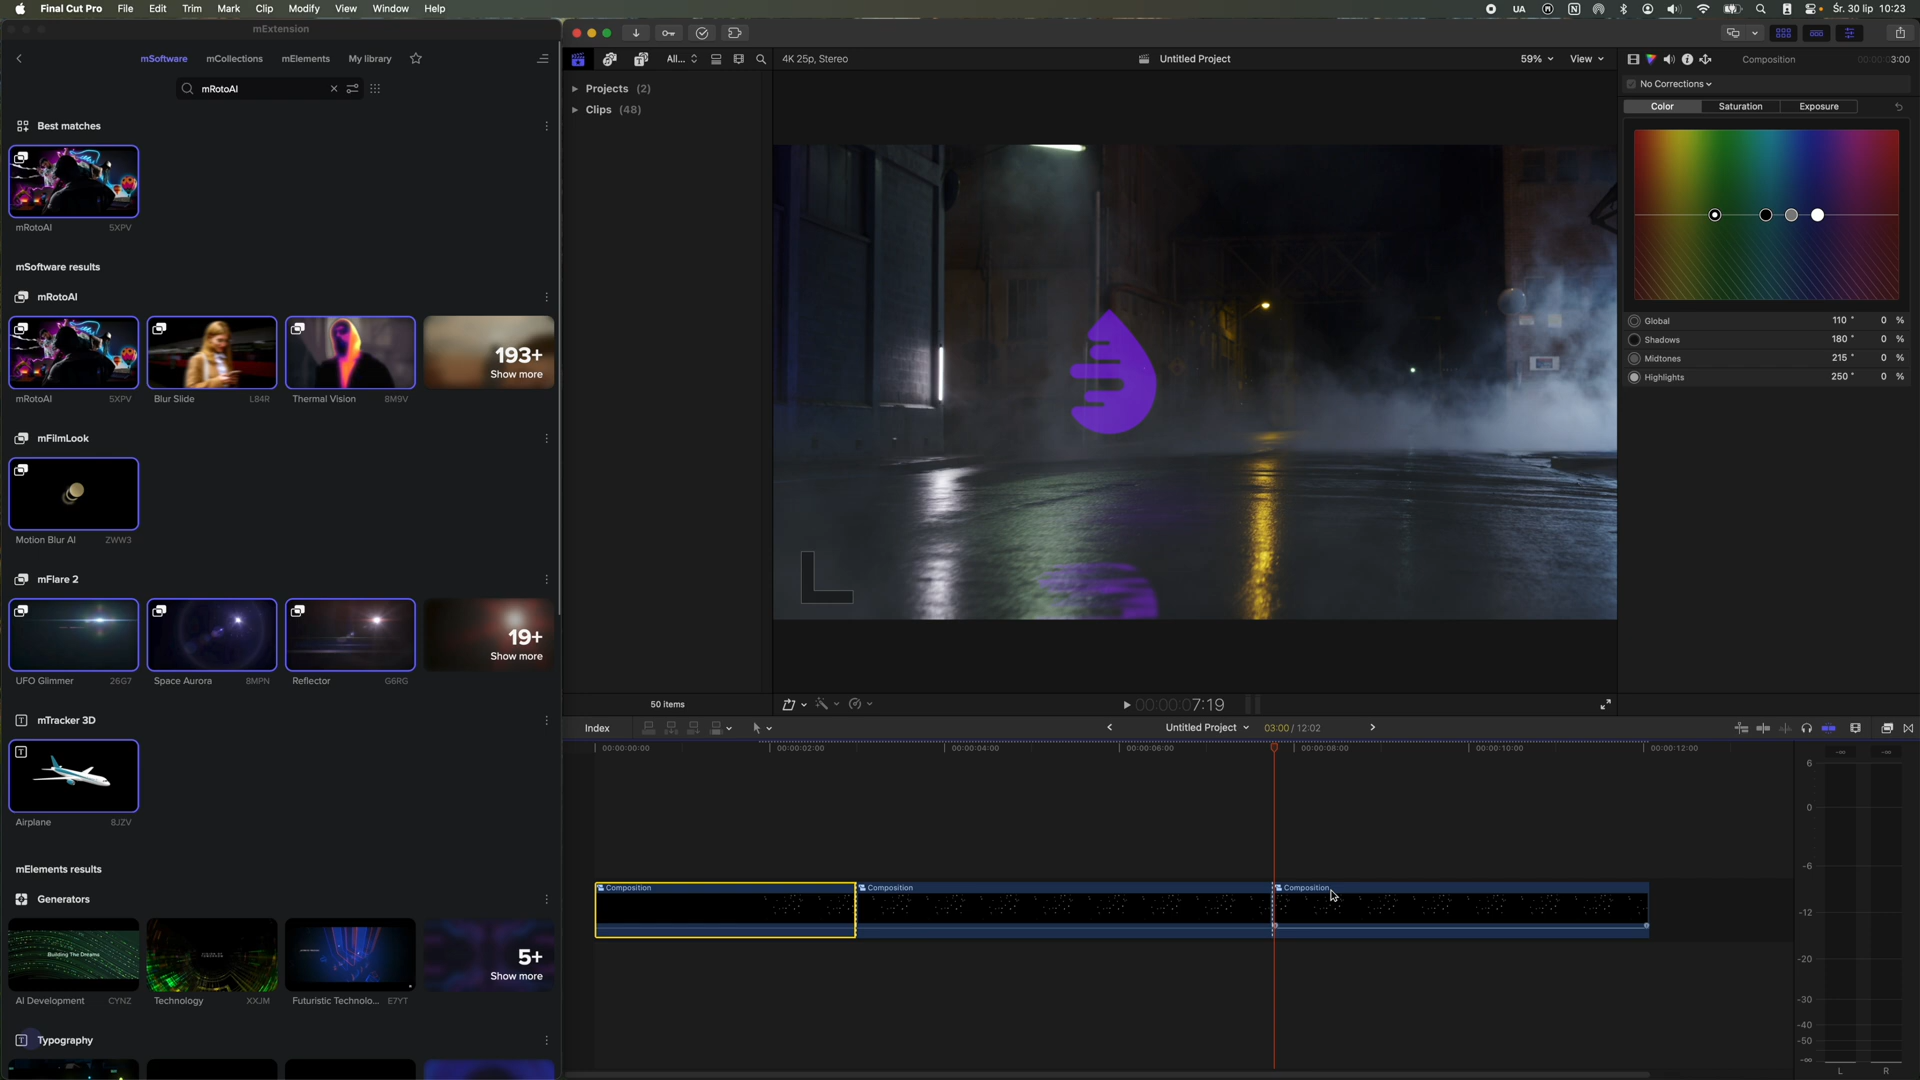 Final Cut Pro File Edit Trim Mark Clip Modify View Window Help
UA Śr. 30 lip 10:23
mExtension
mSoftware mCollections mElements My library
mRotoAI
Best matches
mRotoAI 5XPV
mSoftware results
mRotoAI
193+
Show more
mRotoAI 5XPV Blur Slide L84R Thermal Vision 8M9V
mFilmLook
Motion Blur AI ZWW3
mFlare 2
19+
Show more
UFO Glimmer 26G7 Space Aurora 8MPN Reflector G6RG
mTracker 3D
Airplane 8JZV
mElements results
Generators
Building The Dreams
5+
Show more
AI Development CYNZ Technology XXJM Futuristic Technolo... E7YT
Typography
All... 4K 25p, Stereo Untitled Project 59% View
Projects (2)
Clips (48)
50 items
00:00:00:07:19
Composition 00:00:00:03:00
No Corrections
Color Saturation Exposure
Global 110 ° 0 %
Shadows 180 ° 0 %
Midtones 215 ° 0 %
Highlights 250 ° 0 %
Index Untitled Project 03:00 / 12:02
00:00:00:00 00:00:02:00 00:00:04:00 00:00:06:00 00:00:08:00 00:00:10:00 00:00:12:00
Composition Composition Composition
-∞ -∞
6
0
-6
-12
-20
-30
-40
-50
-∞
L R